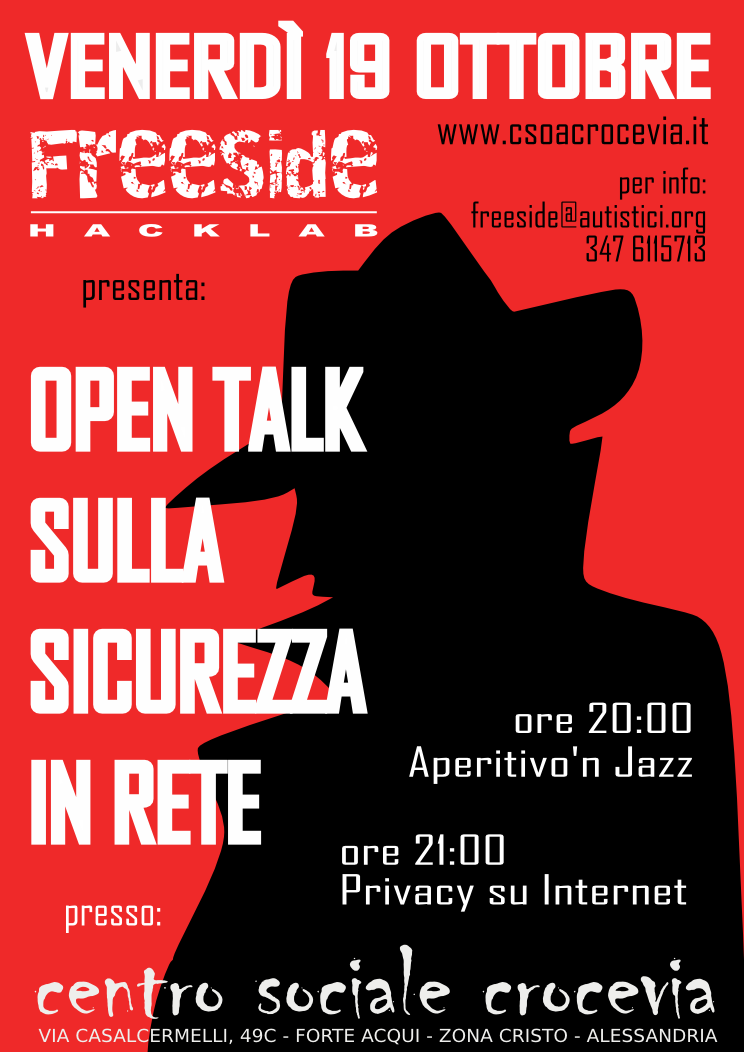 VENERDÌ 19 OTTOBRE
www.csoacrocevia.it
Freeside
HACKLAB
per info:
freeside@autistici.org
347 6115713
presenta:
OPEN TALK
SULLA
SICUREZZA
IN RETE
ore 20:00
Aperitivo'n Jazz
ore 21:00
Privacy su Internet
presso:
centro sociale crocevia
VIA CASALCERMELLI, 49C - FORTE ACQUI - ZONA CRISTO - ALESSANDRIA